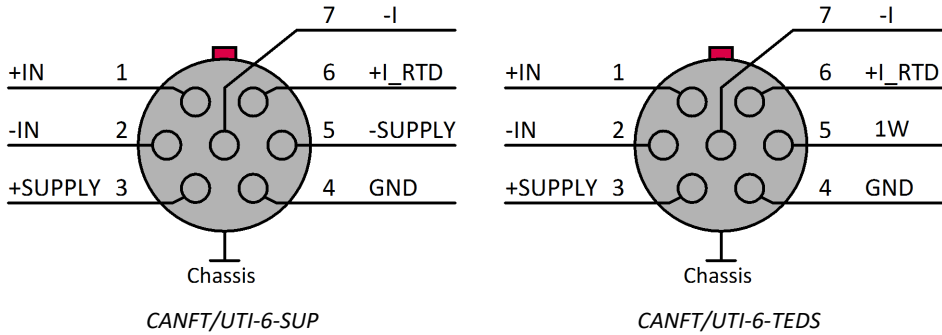 7 -I
+IN 1 6 +I_RTD
-IN 2 5 -SUPPLY
+SUPPLY 3 4 GND
Chassis
CANFT/UTI-6-SUP
7 -I
+IN 1 6 +I_RTD
-IN 2 5 1W
+SUPPLY 3 4 GND
Chassis
CANFT/UTI-6-TEDS